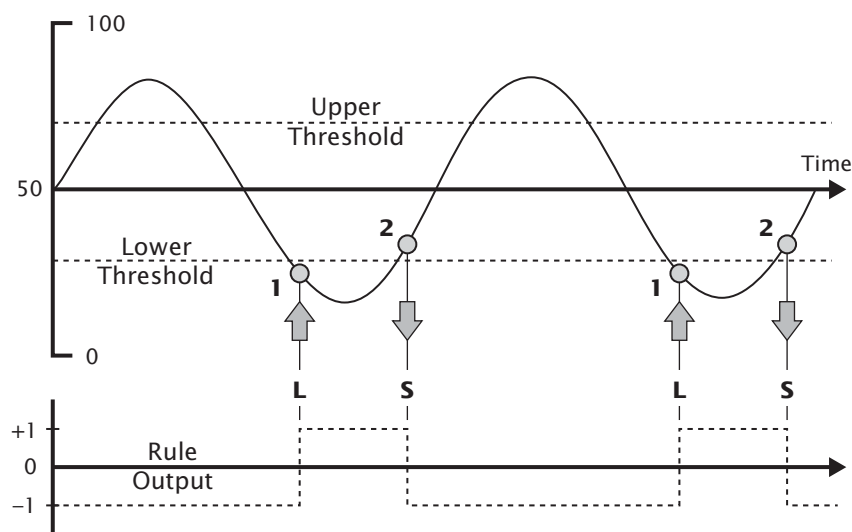 100
Upper
Threshold
Time
50
2
2
Lower
Threshold
1
1
0
L
S
L
S
+1
Rule
0
Output
−1